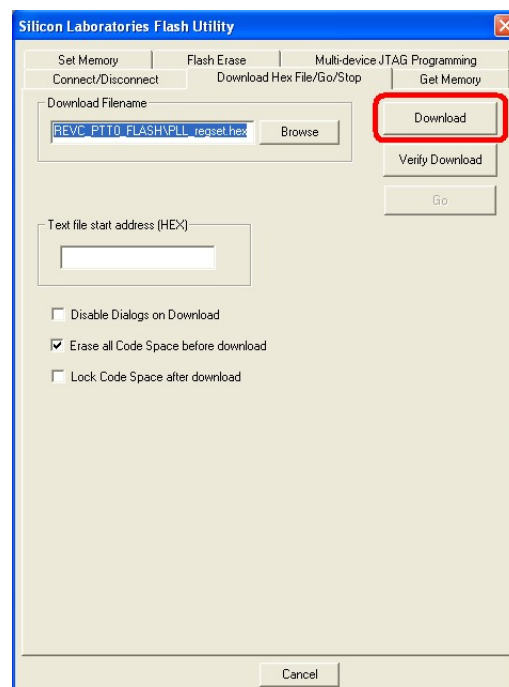 Silicon Laboratories Flash Utility
Set Memory
Flash Erase
Multi-device JTAG Programming
Connect/Disconnect
Download Hex File/Go/Stop
Get Memory
Download Filename
REVC_PTT0_FLASH\PLL_regset.hex
Browse
Download
Verify Download
Go
Text file start address (HEX)
Disable Dialogs on Download
Erase all Code Space before download
Lock Code Space after download
Cancel